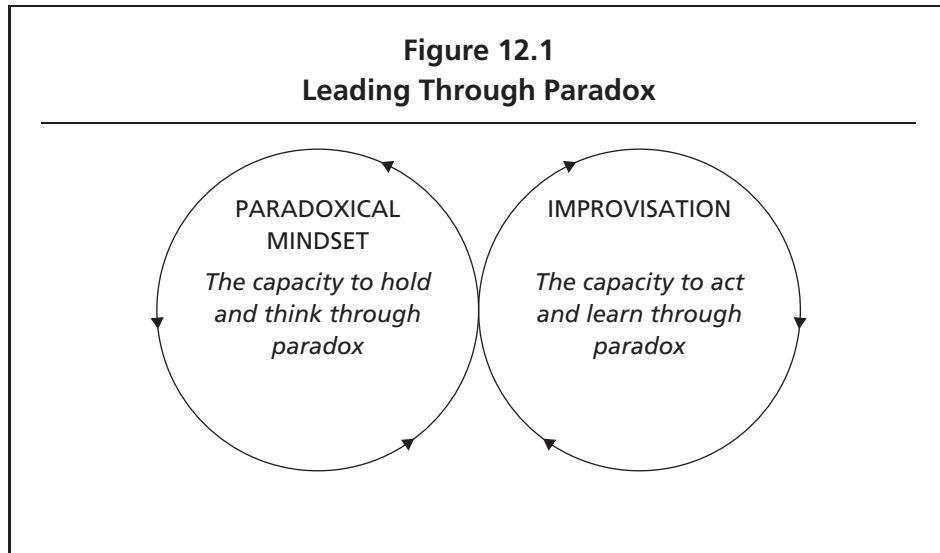 Figure 12.1
Leading Through Paradox
PARADOXICAL
MINDSET
The capacity to hold
and think through
paradox
IMPROVISATION
The capacity to act
and learn through
paradox